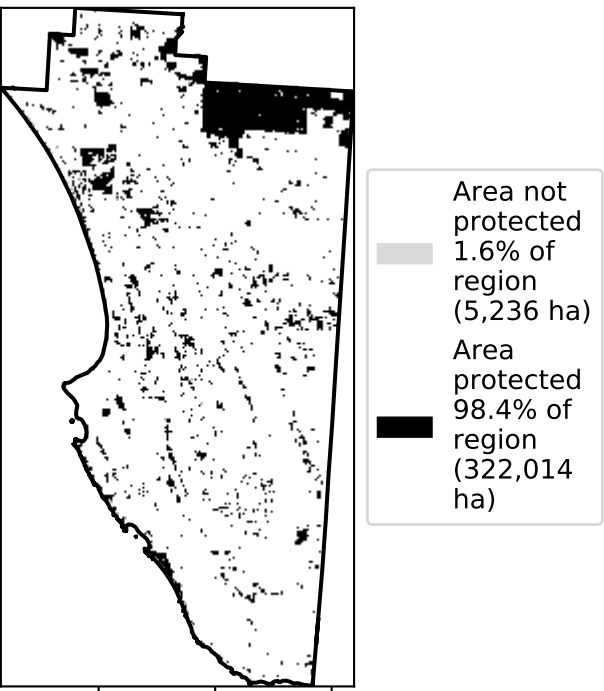 Area not
protected
1.6% of
region
(5,236 ha)
Area
protected
98.4% of
region
(322,014
ha)